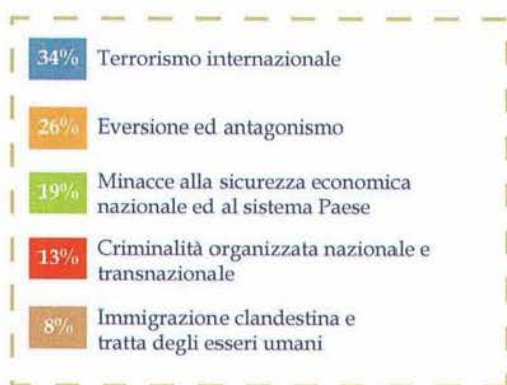 34% Terrorismo internazionale
26% Eversione ed antagonismo
19% Minacce alla sicurezza economica
nazionale ed al sistema Paese
13% Criminalità organizzata nazionale e
transnazionale
8% Immigrazione clandestina e
tratta degli esseri umani